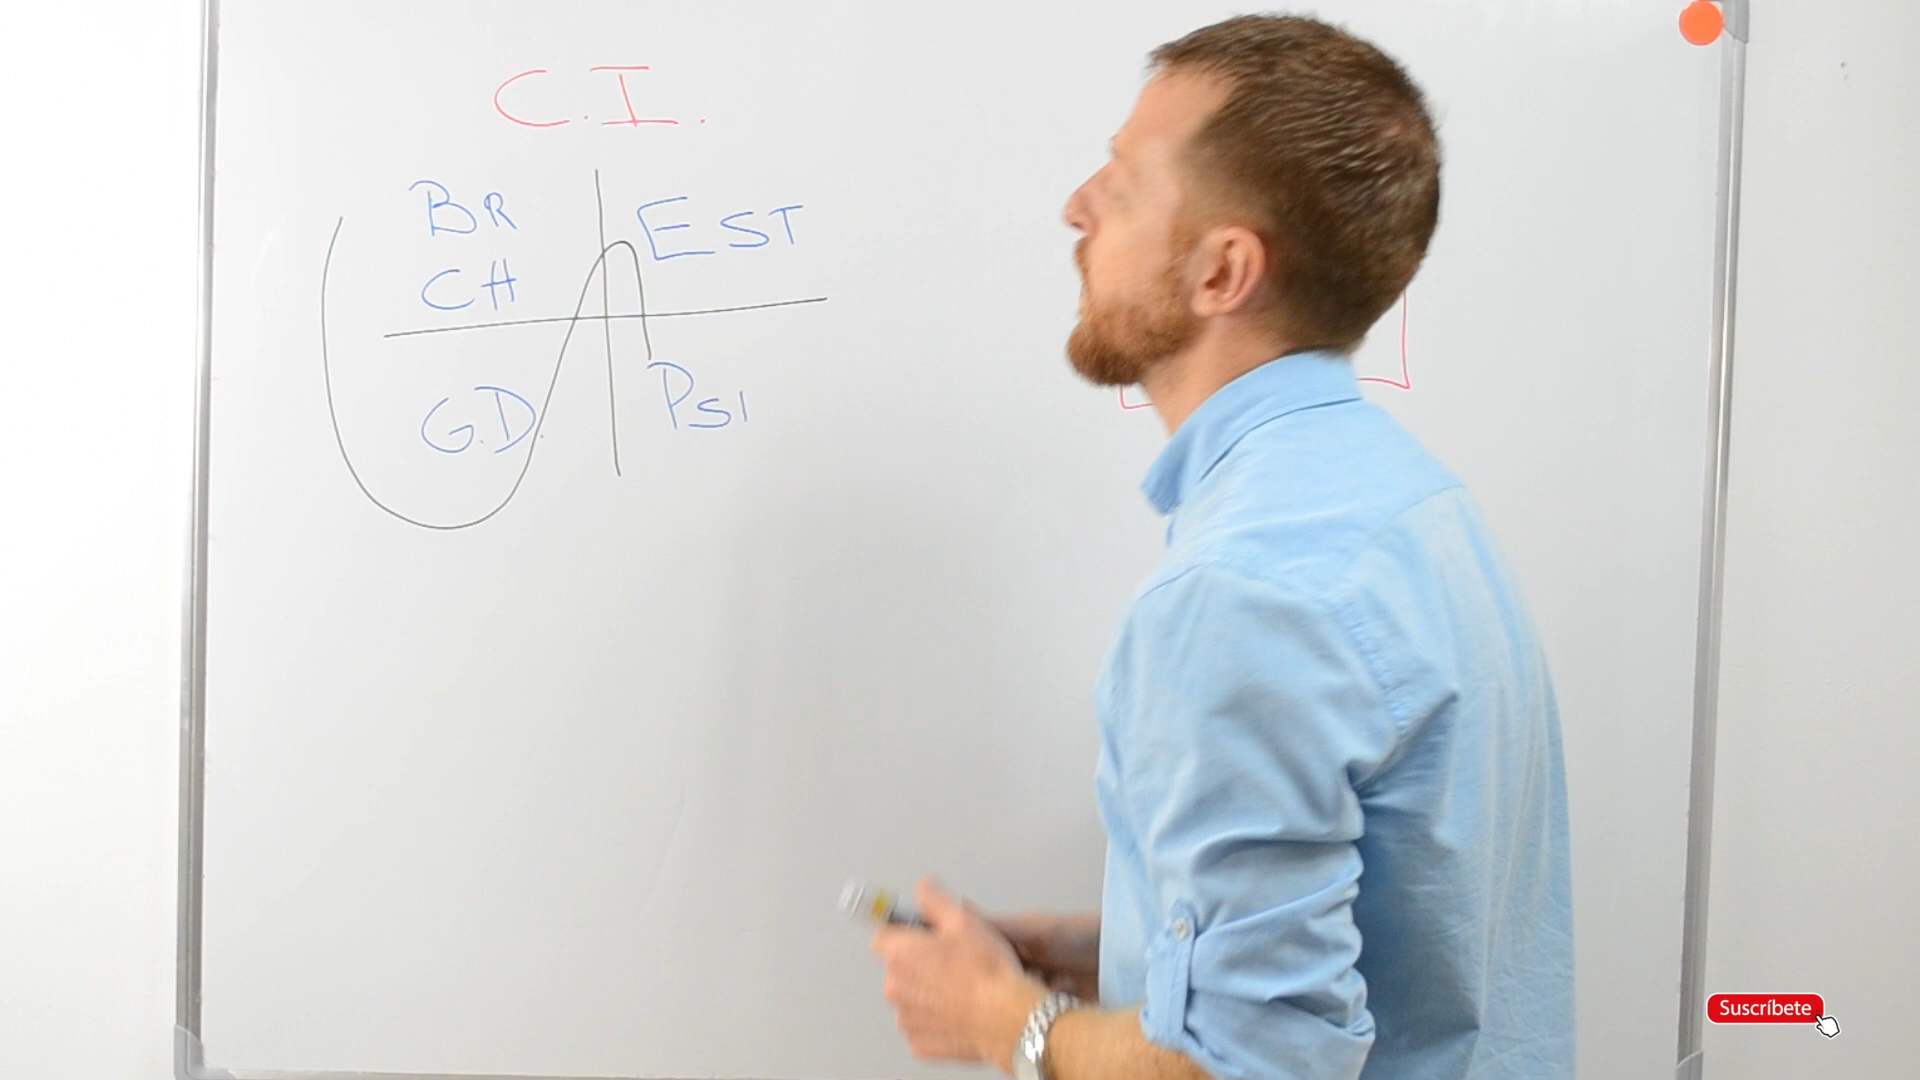 C.I.
BR
EST
CH
G.D.
PSI
Suscríbete